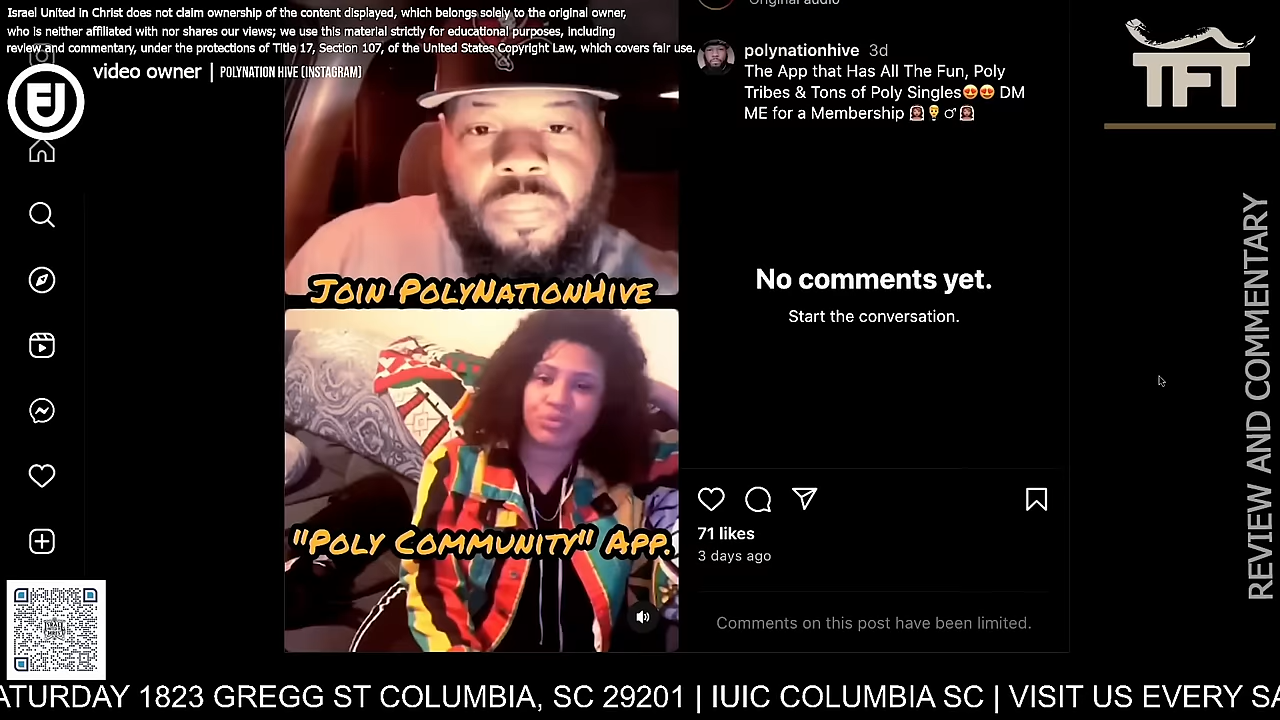 Israel United in Christ does not claim ownership of the content displayed, which belongs solely to the original owner,
who is neither affiliated with nor shares our views; we use this material strictly for educational purposes, including
review and commentary, under the protections of Title 17, Section 107, of the United States Copyright Law, which covers fair use.
video owner | POLYNATION HIVE (INSTAGRAM)
Original audio
polynationhive 3d
The App that Has All The Fun, Poly
Tribes & Tons of Poly Singles😍😍 DM
ME for a Membership
TFT
REVIEW AND COMMENTARY
JOIN POLYNATIONHIVE
"POLY COMMUNITY" APP.
No comments yet.
Start the conversation.
71 likes
3 days ago
Comments on this post have been limited.
ATURDAY 1823 GREGG ST COLUMBIA, SC 29201 | IUIC COLUMBIA SC | VISIT US EVERY SA